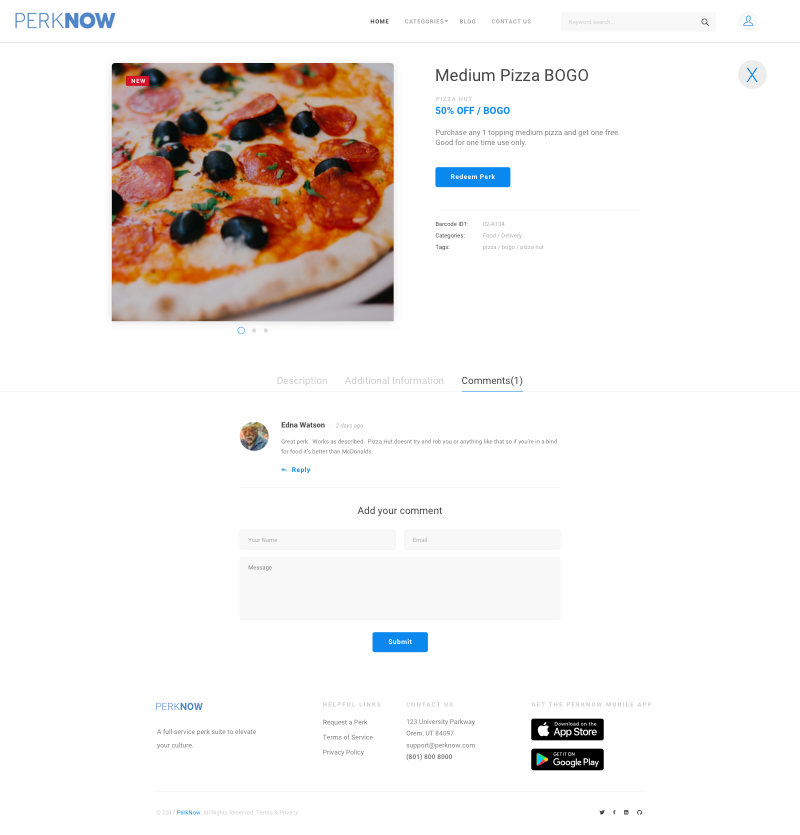 PERKNOW
HOME CATEGORIES BLOG CONTACT US
Keyword search...
NEW
Medium Pizza BOGO
X
PIZZA HUT
50% OFF / BOGO
Purchase any 1 topping medium pizza and get one free.
Good for one time use only.
Redeem Perk
Barcode ID?: 02-A134
Categories: Food / Delivery
Tags: pizza / bogo / pizza hut
Description Additional Information Comments(1)
Edna Watson - 2 days ago
Great perk. Works as described. Pizza Hut doesnt try and rob you or anything like that so if you're in a bind
for food it's better than McDonalds.
Reply
Add your comment
Your Name Email
Message
Submit
PERKNOW
A full-service perk suite to elevate
your culture.
HELPFUL LINKS
Request a Perk
Terms of Service
Privacy Policy
CONTACT US
123 University Parkway
Orem, UT 84097
support@perknow.com
(801) 800 8000
GET THE PERKNOW MOBILE APP
Download on the
App Store
GET IT ON
Google Play
© 2017 PerkNow. All Rights Reserved. Terms & Privacy